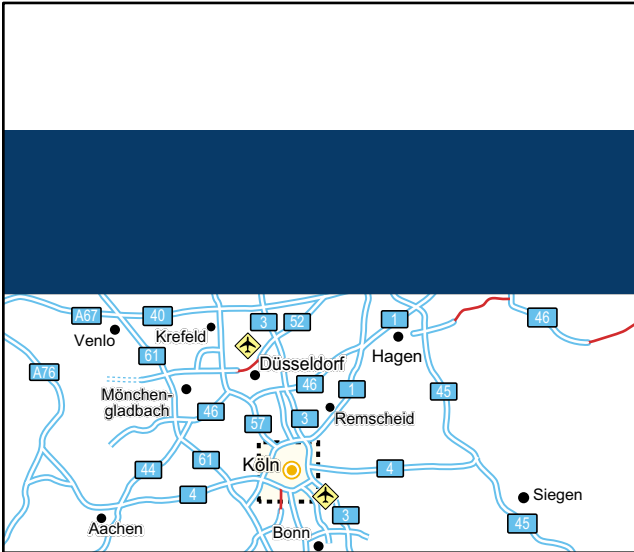 A67
40
3
52
1
46
Venlo
Krefeld
61
Hagen
A76
Düsseldorf
46
1
45
Mönchen-
gladbach
46
57
3
Remscheid
Köln
44
61
4
4
Siegen
Aachen
3
45
Bonn